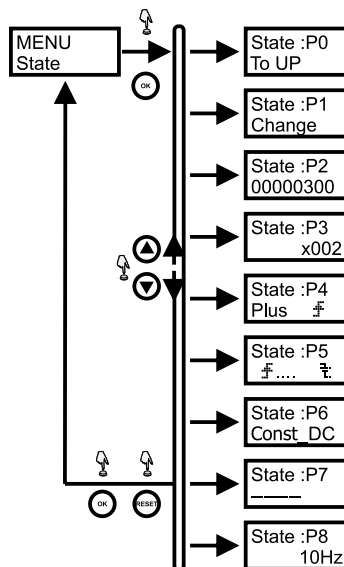 MENU
State
OK
State :P0
To UP
State :P1
Change
State :P2
00000300
State :P3
x002
State :P4
Plus
State :P5
....
State :P6
Const_DC
State :P7
----
State :P8
10Hz
OK
RESET